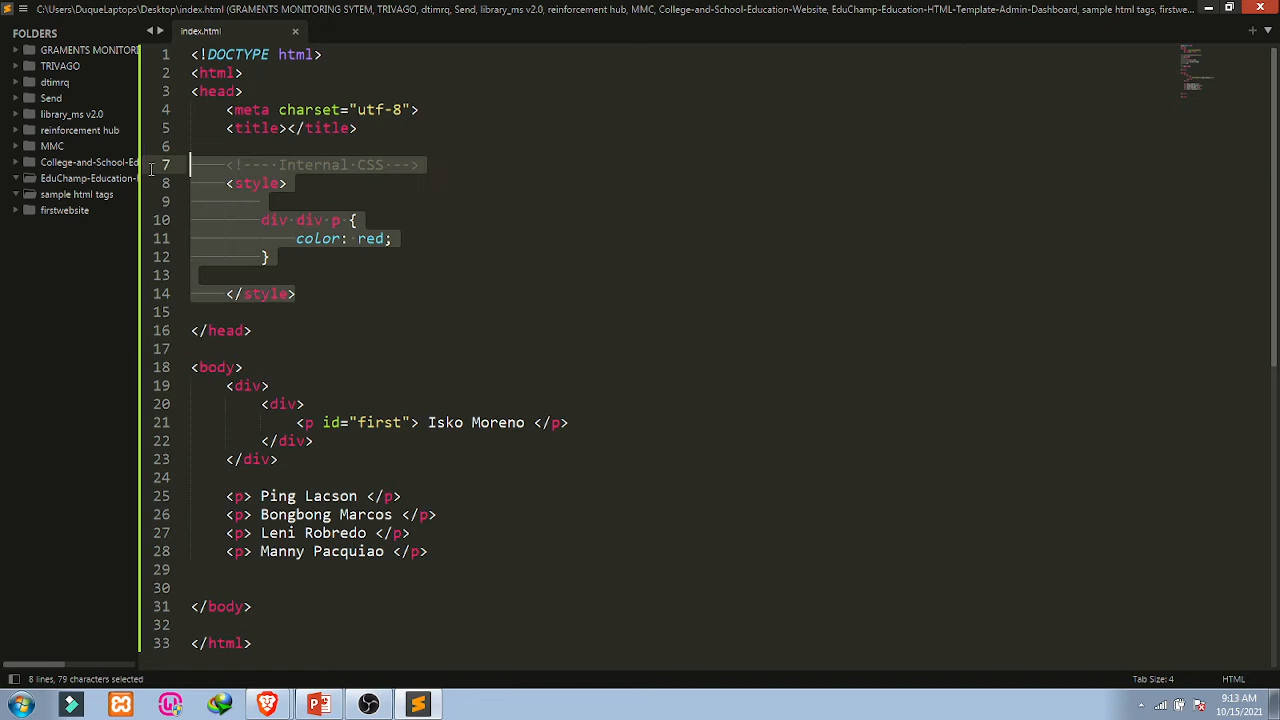 C:\Users\DuqueLaptops\Desktop\index.html (GRAMENTS MONITORING SYTEM, TRIVAGO, dtimrq, Send, library_ms v2.0, reinforcement hub, MMC, College-and-School-Education-Website, EduChamp-Education-HTML-Template-Admin-Dashboard, sample html tags, firstwe...
FOLDERS
GRAMENTS MONITORI
TRIVAGO
dtimrq
Send
library_ms v2.0
reinforcement hub
MMC
College-and-School-Ed
EduChamp-Education-
sample html tags
firstwebsite
index.html
1 <!DOCTYPE html>
2 <html>
3 <head>
4 <meta charset="utf-8">
5 <title></title>
6
7 <!--- Internal CSS --->
8 <style>
9
10 div div p {
11 color: red;
12 }
13
14 </style>
15
16 </head>
17
18 <body>
19 <div>
20 <div>
21 <p id="first"> Isko Moreno </p>
22 </div>
23 </div>
24
25 <p> Ping Lacson </p>
26 <p> Bongbong Marcos </p>
27 <p> Leni Robredo </p>
28 <p> Manny Pacquiao </p>
29
30
31 </body>
32
33 </html>
8 lines, 79 characters selected
Tab Size: 4
HTML
9:13 AM
10/15/2021